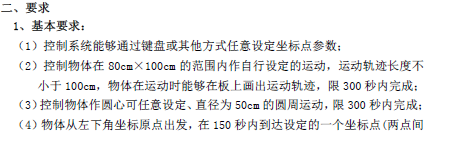 二、要求
1、基本要求：
（1）控制系统能够通过键盘或其他方式任意设定坐标点参数；
（2）控制物体在 80cm×100cm 的范围内作自行设定的运动，运动轨迹长度不
小于 100cm，物体在运动时能够在板上画出运动轨迹，限 300 秒内完成；
（3）控制物体作圆心可任意设定、直径为 50cm 的圆周运动，限 300 秒内完成；
（4）物体从左下角坐标原点出发，在 150 秒内到达设定的一个坐标点(两点间